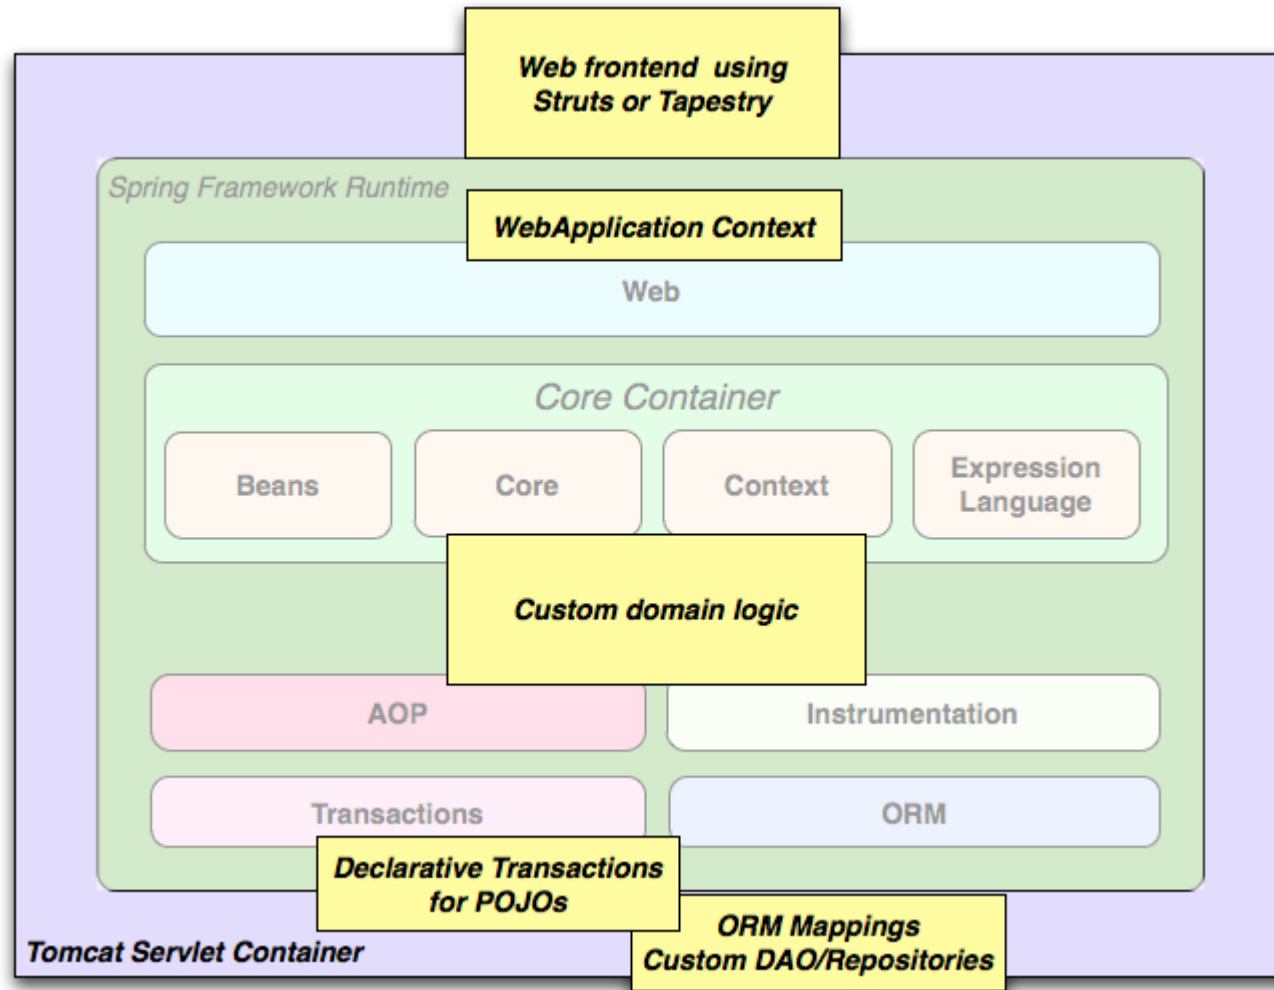 Web frontend using
Struts or Tapestry
Spring Framework Runtime
WebApplication Context
Web
Core Container
Beans
Core
Context
Expression
Language
Custom domain logic
AOP
Instrumentation
Transactions
ORM
Declarative Transactions
for POJOs
ORM Mappings
Custom DAO/Repositories
Tomcat Servlet Container